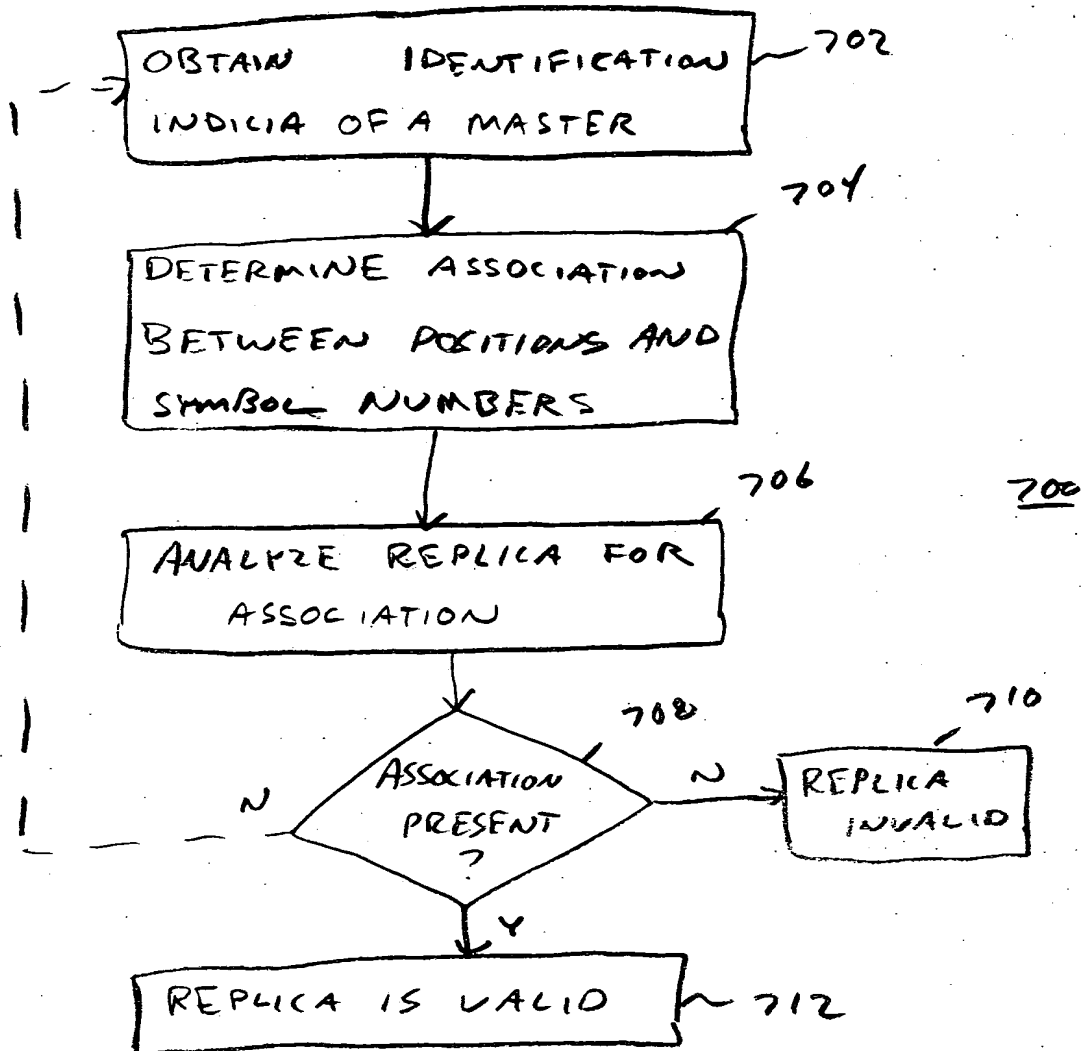 OBTAIN IDENTIFICATION
INDICIA OF A MASTER
702
704
DETERMINE ASSOCIATION
BETWEEN POSITIONS AND
SYMBOL NUMBERS
706
700
ANALYZE REPLICA FOR
ASSOCIATION
708
710
ASSOCIATION
PRESENT
?
N
N
REPLICA
INVALID
Y
REPLICA IS VALID
712